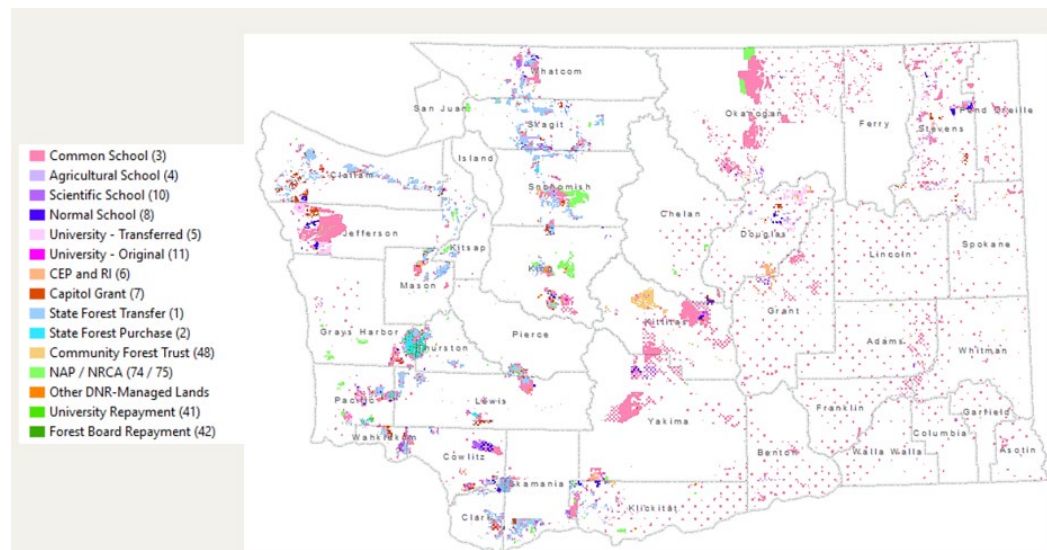 Common School (3)
Agricultural School (4)
Scientific School (10)
Normal School (8)
University - Transferred (5)
University - Original (11)
CEP and RI (6)
Capitol Grant (7)
State Forest Transfer (1)
State Forest Purchase (2)
Community Forest Trust (48)
NAP / NRCA (74 / 75)
Other DNR-Managed Lands
University Repayment (41)
Forest Board Repayment (42)
Whatcom
San Juan
Okanogan
Pend Oreille
Skagit
Ferry
Stevens
Island
Clallam
Snohomish
Chelan
Jefferson
Kitsap
Douglas
Lincoln
Spokane
King
Mason
Grant
Kittitas
Grays Harbor
Pierce
Thurston
Adams
Whitman
Pacific
Lewis
Yakima
Franklin
Garfield
Columbia
Wahkiakum
Cowlitz
Benton
Walla Walla
Asotin
Skamania
Klickitat
Clark